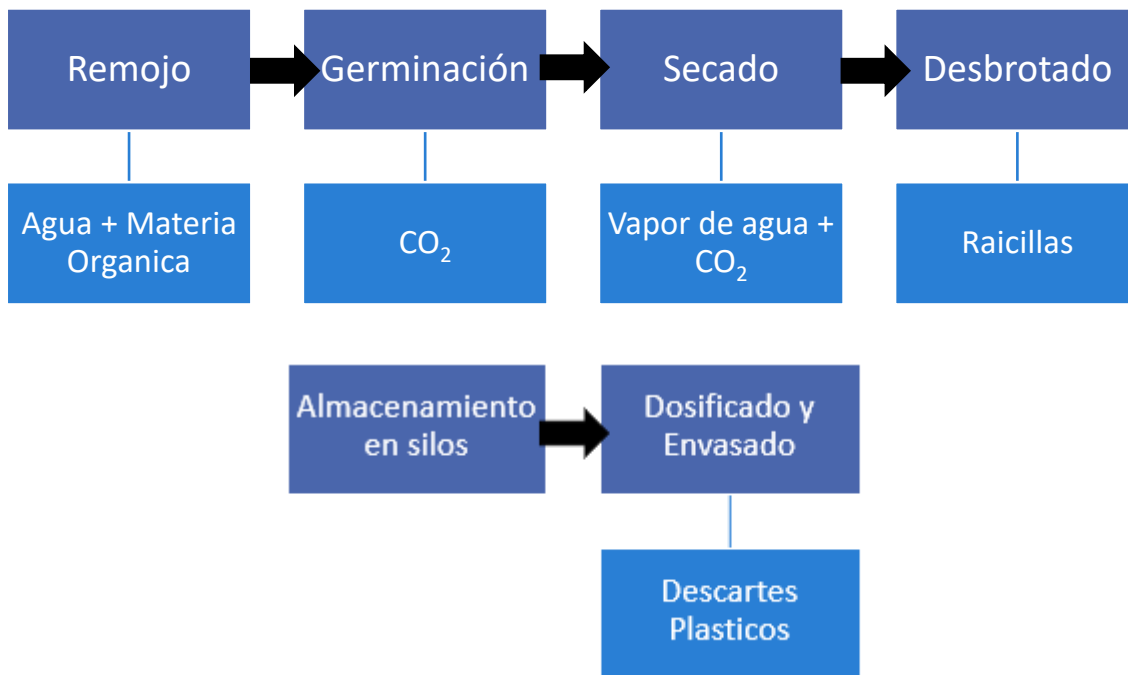 Remojo
Germinación
Secado
Desbrotado
Agua + Materia
Organica
CO₂
Vapor de agua +
CO₂
Raicillas
Almacenamiento
en silos
Dosificado y
Envasado
Descartes
Plasticos